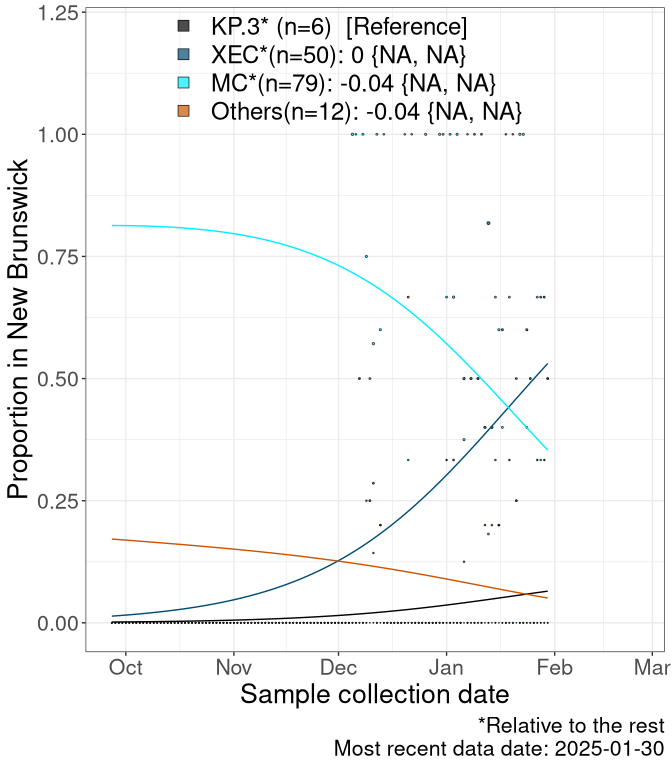 KP.3* (n=6)  [Reference]
XEC*(n=50): 0 {NA, NA}
MC*(n=79): -0.04 {NA, NA}
Others(n=12): -0.04 {NA, NA}
1.25
1.00
0.75
0.50
0.25
0.00
Proportion in New Brunswick
Oct Nov Dec Jan Feb Mar
Sample collection date
*Relative to the rest
Most recent data date: 2025-01-30